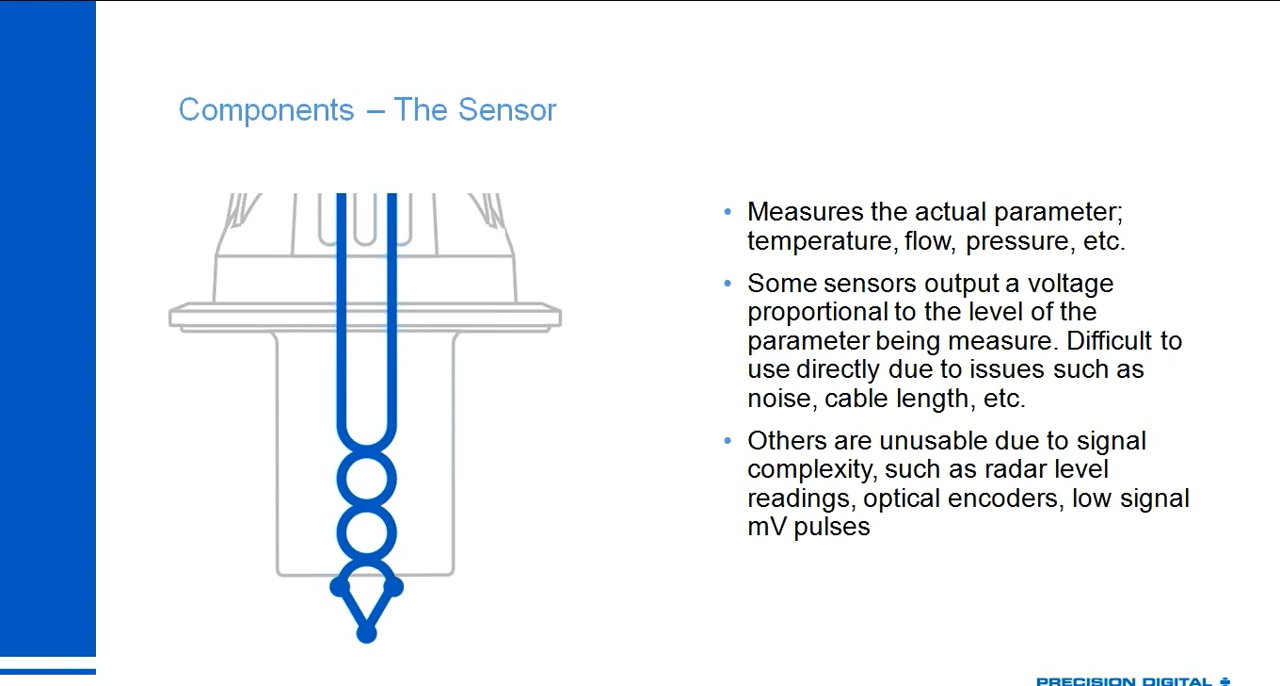 Components – The Sensor
• Measures the actual parameter;
temperature, flow, pressure, etc.
• Some sensors output a voltage
proportional to the level of the
parameter being measure. Difficult to
use directly due to issues such as
noise, cable length, etc.
• Others are unusable due to signal
complexity, such as radar level
readings, optical encoders, low signal
mV pulses
PRECISION DIGITAL